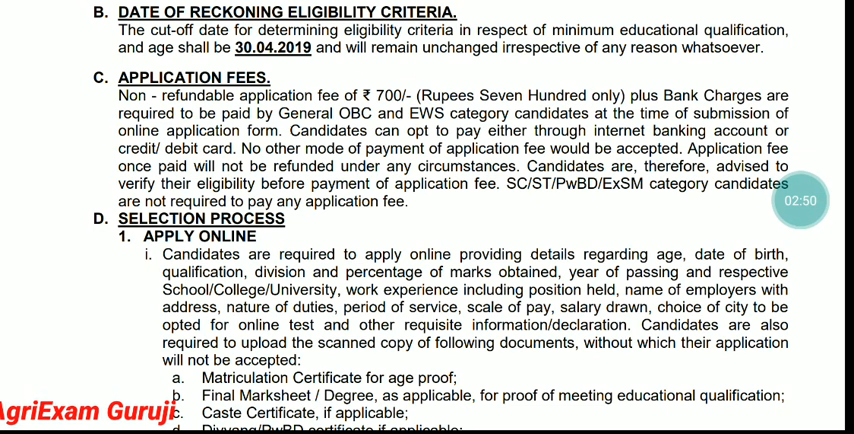 B. DATE OF RECKONING ELIGIBILITY CRITERIA.
The cut-off date for determining eligibility criteria in respect of minimum educational qualification,
and age shall be 30.04.2019 and will remain unchanged irrespective of any reason whatsoever.
C. APPLICATION FEES.
Non - refundable application fee of ₹ 700/- (Rupees Seven Hundred only) plus Bank Charges are
required to be paid by General OBC and EWS category candidates at the time of submission of
online application form. Candidates can opt to pay either through internet banking account or
credit/ debit card. No other mode of payment of application fee would be accepted. Application fee
once paid will not be refunded under any circumstances. Candidates are, therefore, advised to
verify their eligibility before payment of application fee. SC/ST/PwBD/ExSM category candidates
are not required to pay any application fee.
02:50
D. SELECTION PROCESS
1. APPLY ONLINE
i. Candidates are required to apply online providing details regarding age, date of birth,
qualification, division and percentage of marks obtained, year of passing and respective
School/College/University, work experience including position held, name of employers with
address, nature of duties, period of service, scale of pay, salary drawn, choice of city to be
opted for online test and other requisite information/declaration. Candidates are also
required to upload the scanned copy of following documents, without which their application
will not be accepted:
a. Matriculation Certificate for age proof;
b. Final Marksheet / Degree, as applicable, for proof of meeting educational qualification;
c. Caste Certificate, if applicable;
d. Divyang/PwBD certificate if applicable;
AgriExam Guruji